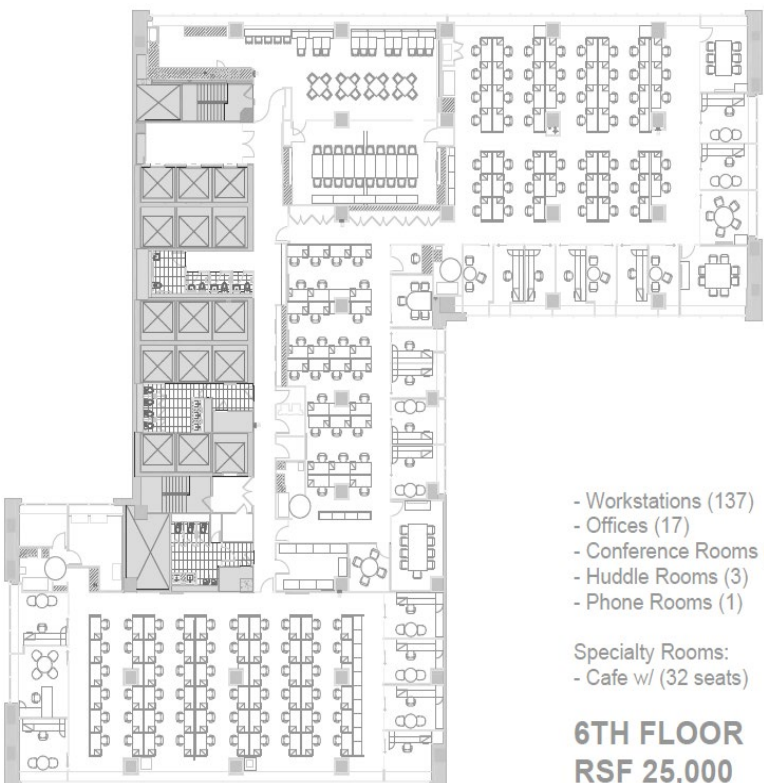 - Workstations (137)
- Offices (17)
- Conference Rooms
- Huddle Rooms (3)
- Phone Rooms (1)
Specialty Rooms:
- Cafe w/ (32 seats)
6TH FLOOR
RSF 25,000